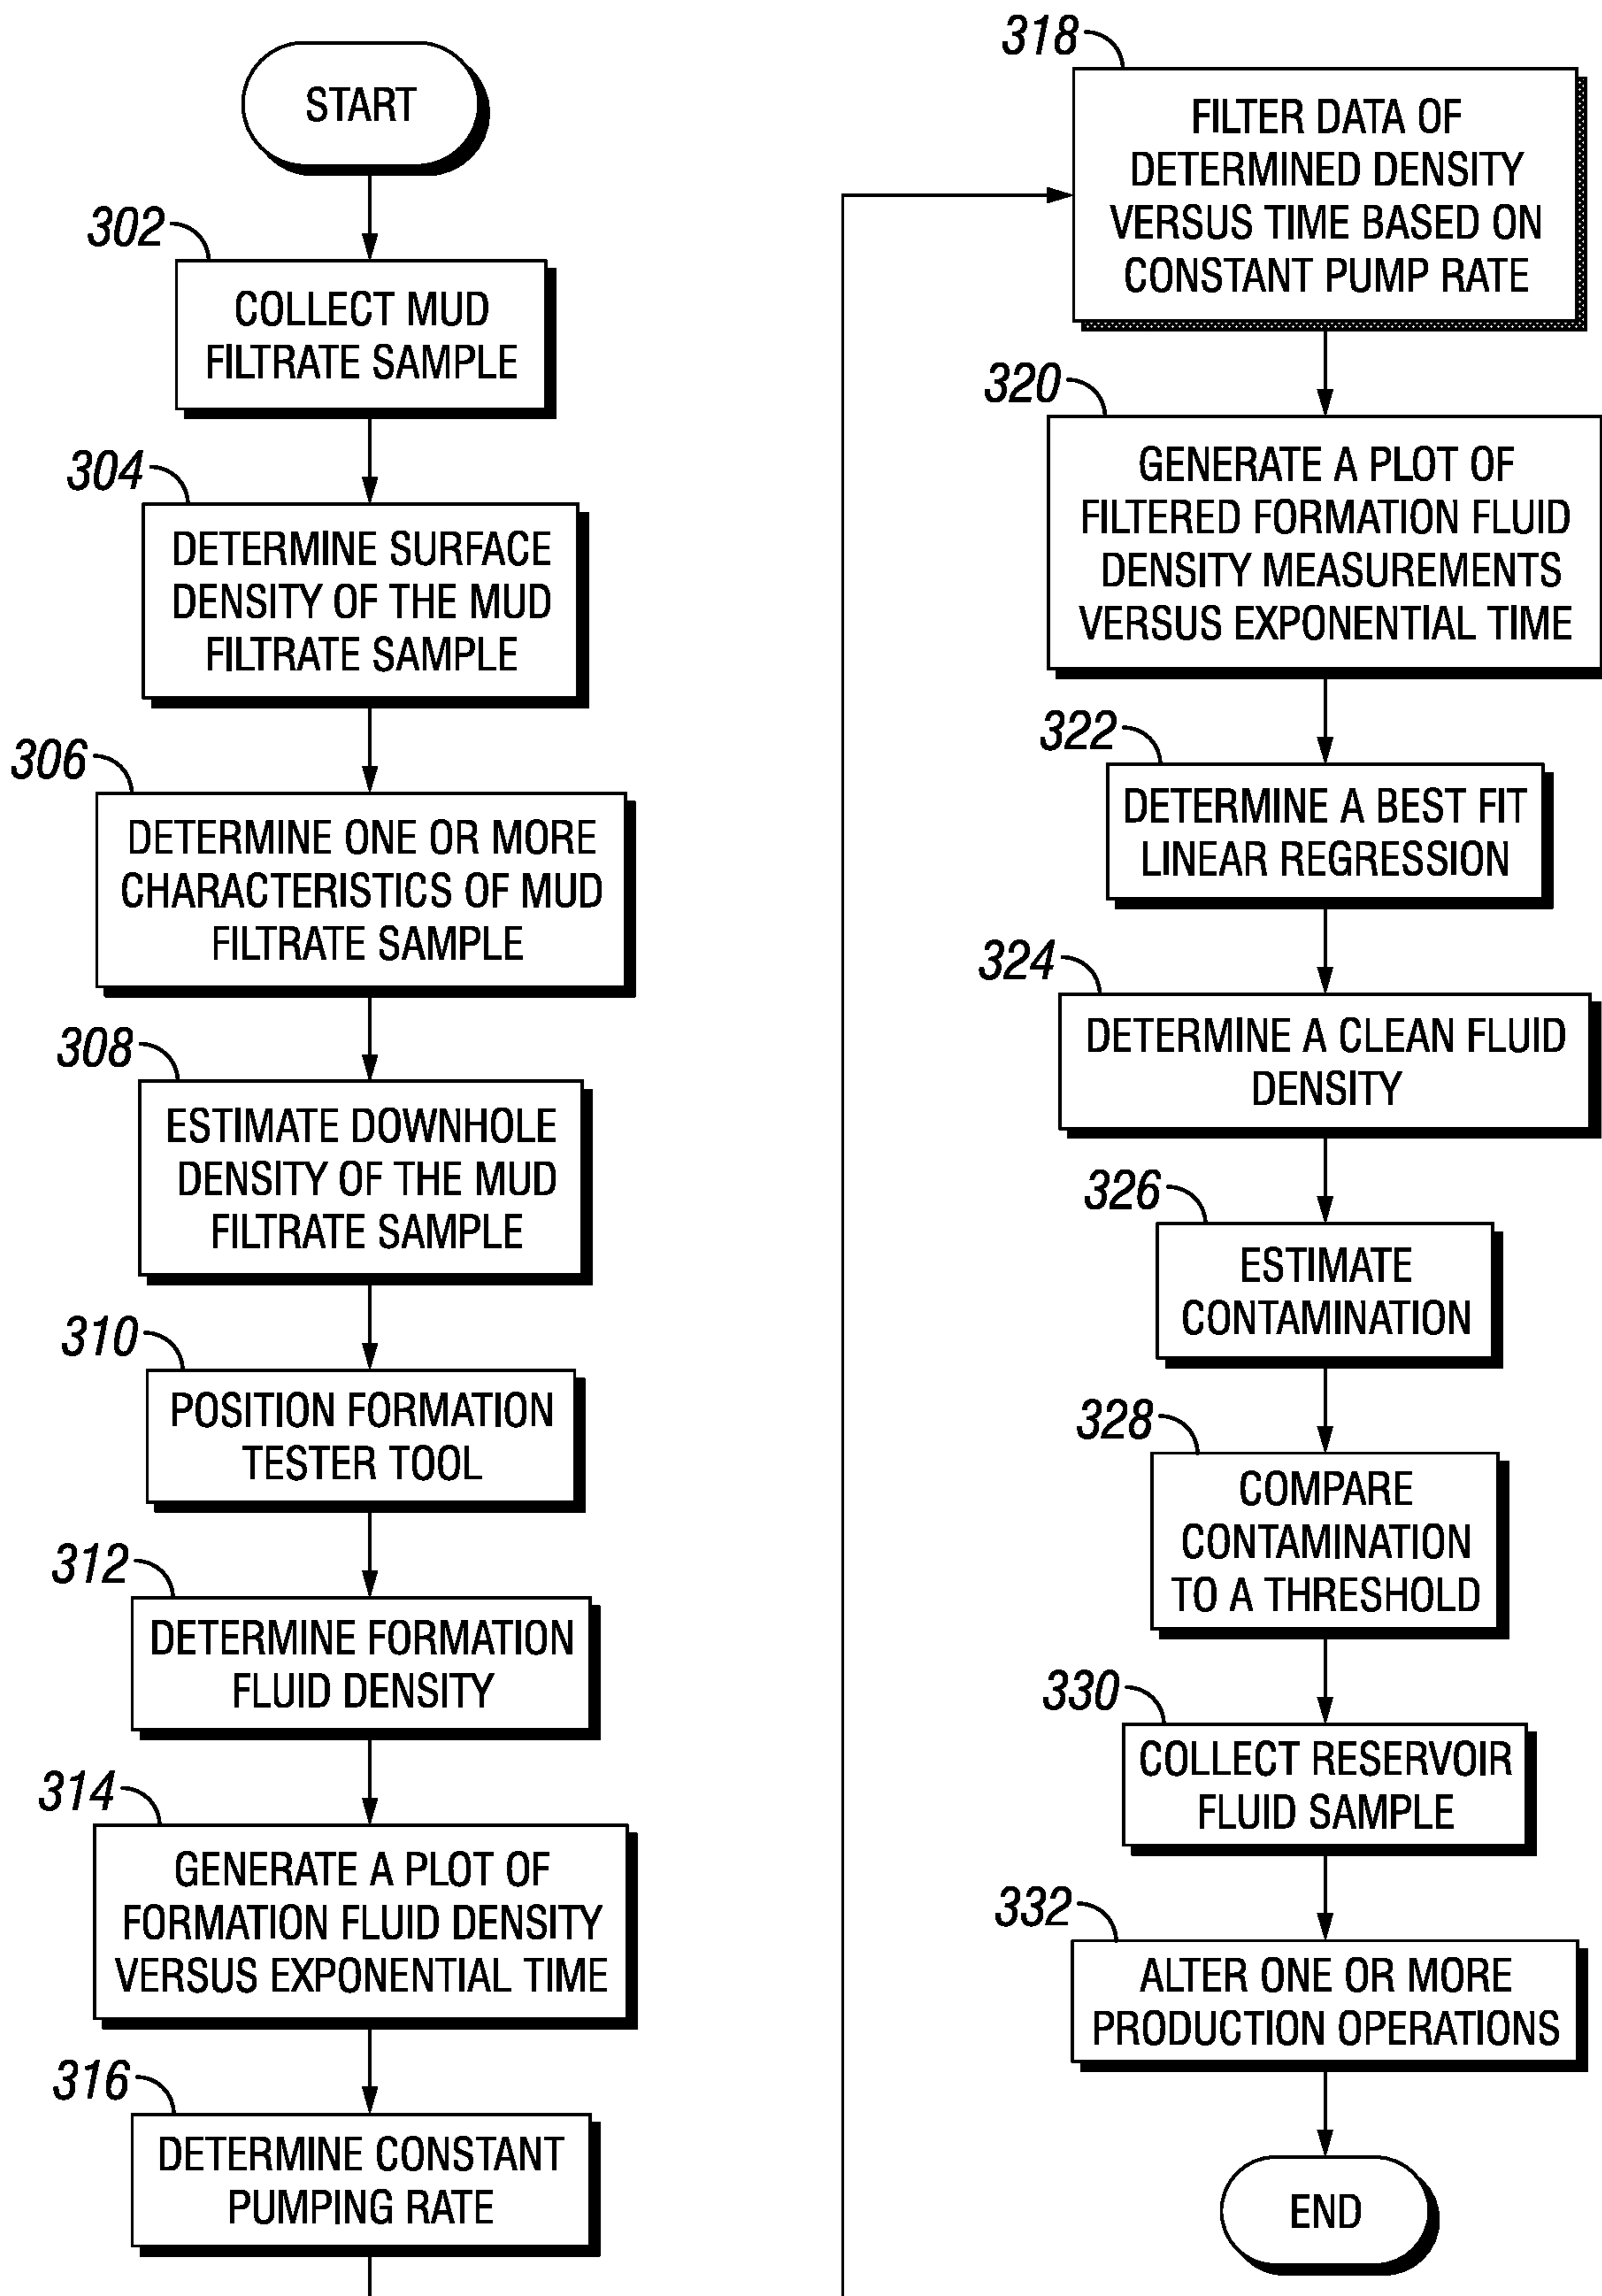 START
302
COLLECT MUD
FILTRATE SAMPLE
304
DETERMINE SURFACE
DENSITY OF THE MUD
FILTRATE SAMPLE
306
DETERMINE ONE OR MORE
CHARACTERISTICS OF MUD
FILTRATE SAMPLE
308
ESTIMATE DOWNHOLE
DENSITY OF THE MUD
FILTRATE SAMPLE
310
POSITION FORMATION
TESTER TOOL
312
DETERMINE FORMATION
FLUID DENSITY
314
GENERATE A PLOT OF
FORMATION FLUID DENSITY
VERSUS EXPONENTIAL TIME
316
DETERMINE CONSTANT
PUMPING RATE
318
FILTER DATA OF
DETERMINED DENSITY
VERSUS TIME BASED ON
CONSTANT PUMP RATE
320
GENERATE A PLOT OF
FILTERED FORMATION FLUID
DENSITY MEASUREMENTS
VERSUS EXPONENTIAL TIME
322
DETERMINE A BEST FIT
LINEAR REGRESSION
324
DETERMINE A CLEAN FLUID
DENSITY
326
ESTIMATE
CONTAMINATION
328
COMPARE
CONTAMINATION
TO A THRESHOLD
330
COLLECT RESERVOIR
FLUID SAMPLE
332
ALTER ONE OR MORE
PRODUCTION OPERATIONS
END